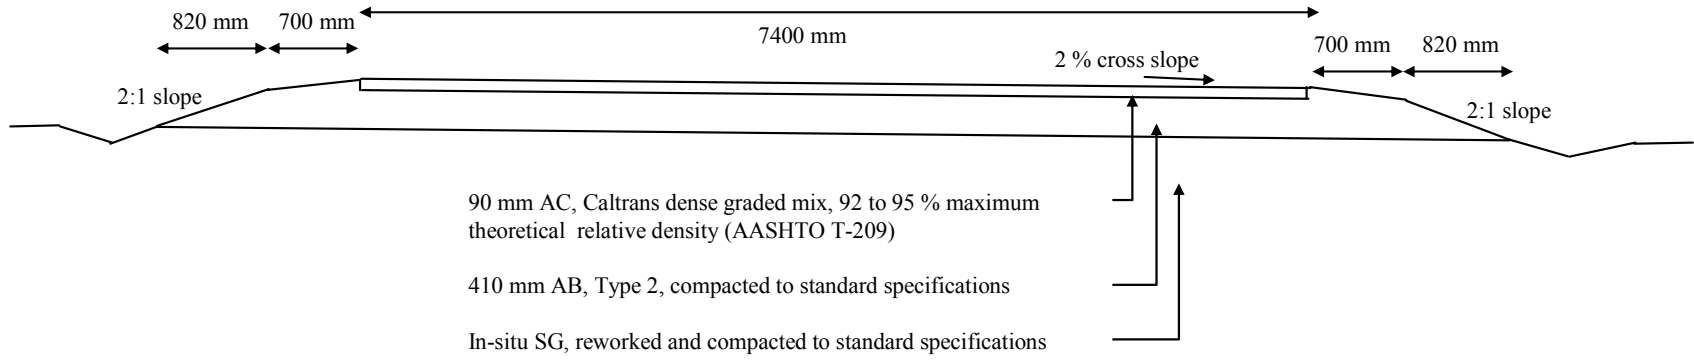 820 mm
700 mm
7400 mm
700 mm
820 mm
2 % cross slope
2:1 slope
2:1 slope
90 mm AC, Caltrans dense graded mix, 92 to 95 % maximum
theoretical relative density (AASHTO T-209)
410 mm AB, Type 2, compacted to standard specifications
In-situ SG, reworked and compacted to standard specifications